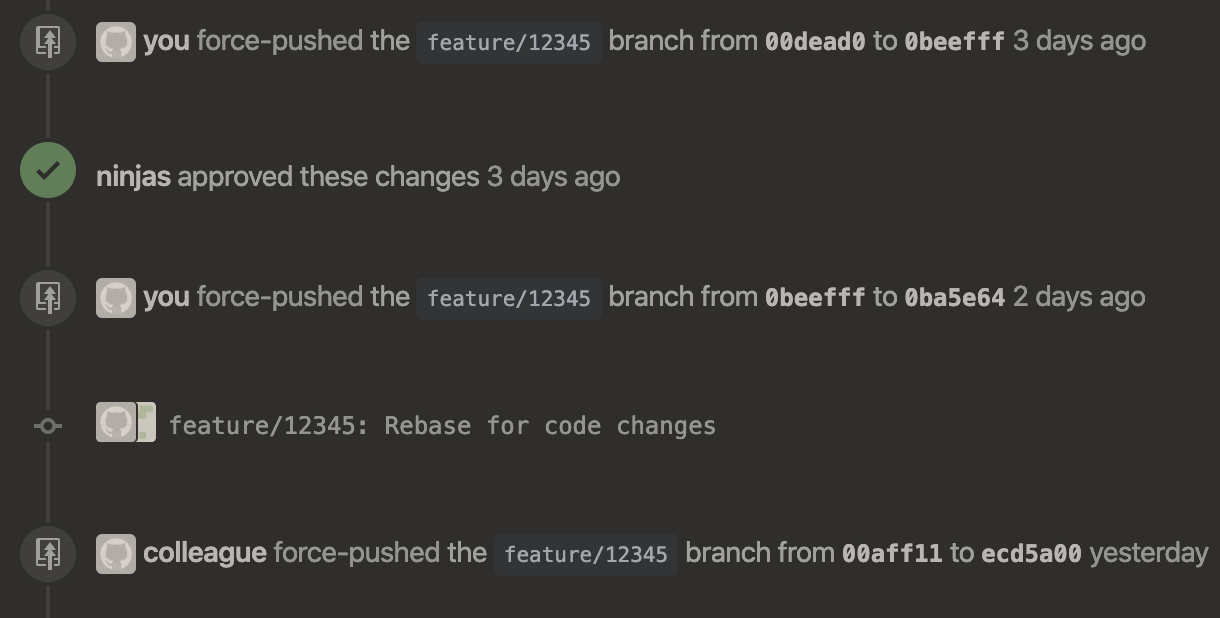 you force-pushed the feature/12345 branch from 00dead0 to 0beefff 3 days ago
ninjas approved these changes 3 days ago
you force-pushed the feature/12345 branch from 0beefff to 0ba5e64 2 days ago
feature/12345: Rebase for code changes
colleague force-pushed the feature/12345 branch from 00aff11 to ecd5a00 yesterday